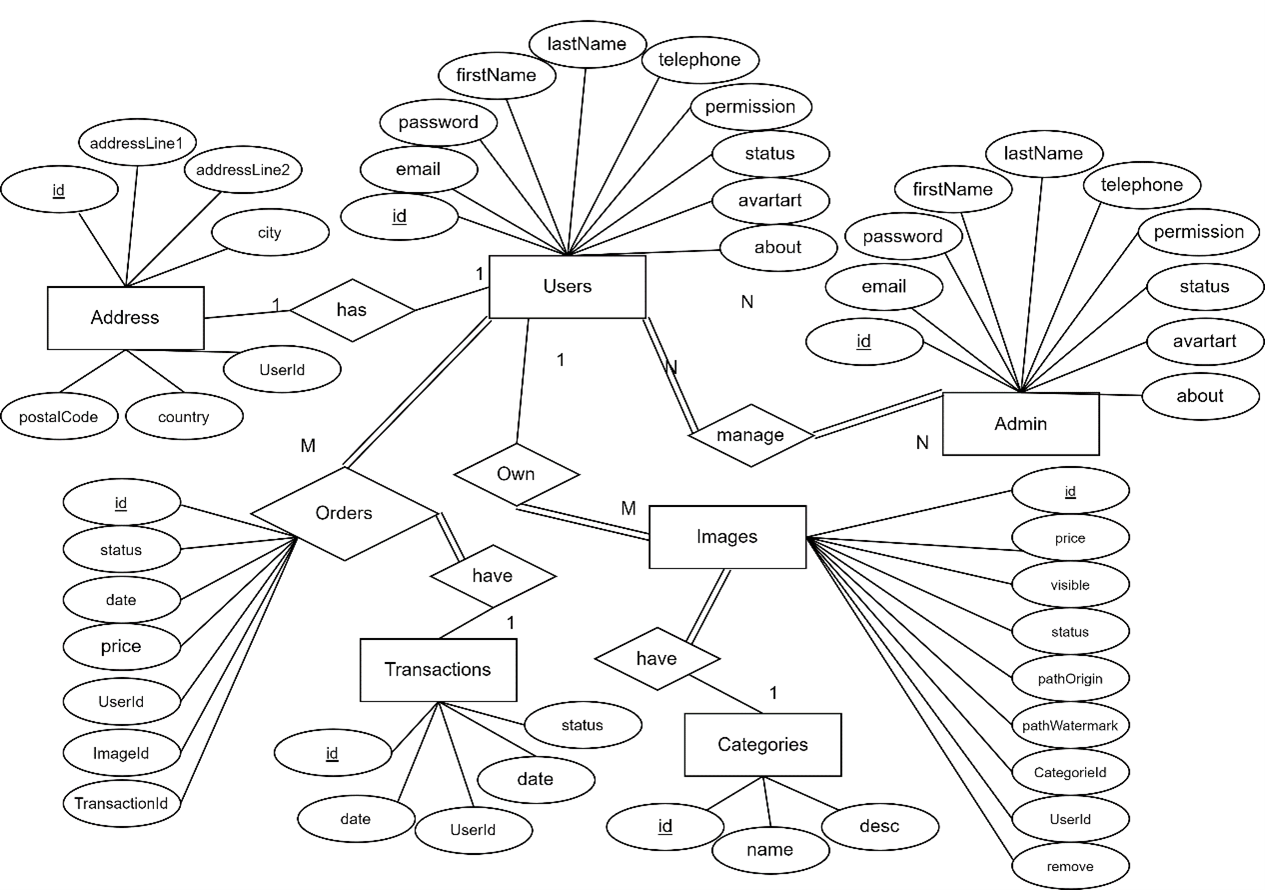 lastName
telephone
firstName
permission
password
status
email
avartart
id
about
Users
addressLine1
addressLine2
id
city
Address
1
has
1
UserId
postalCode
country
lastName
telephone
firstName
permission
password
status
email
avartart
id
about
Admin
N
N
manage
N
1
Own
M
M
Orders
id
status
date
price
UserId
ImageId
TransactionId
have
1
Transactions
id
date
UserId
date
status
Images
id
price
visible
status
pathOrigin
pathWatermark
CategorieId
UserId
remove
have
1
Categories
id
name
desc